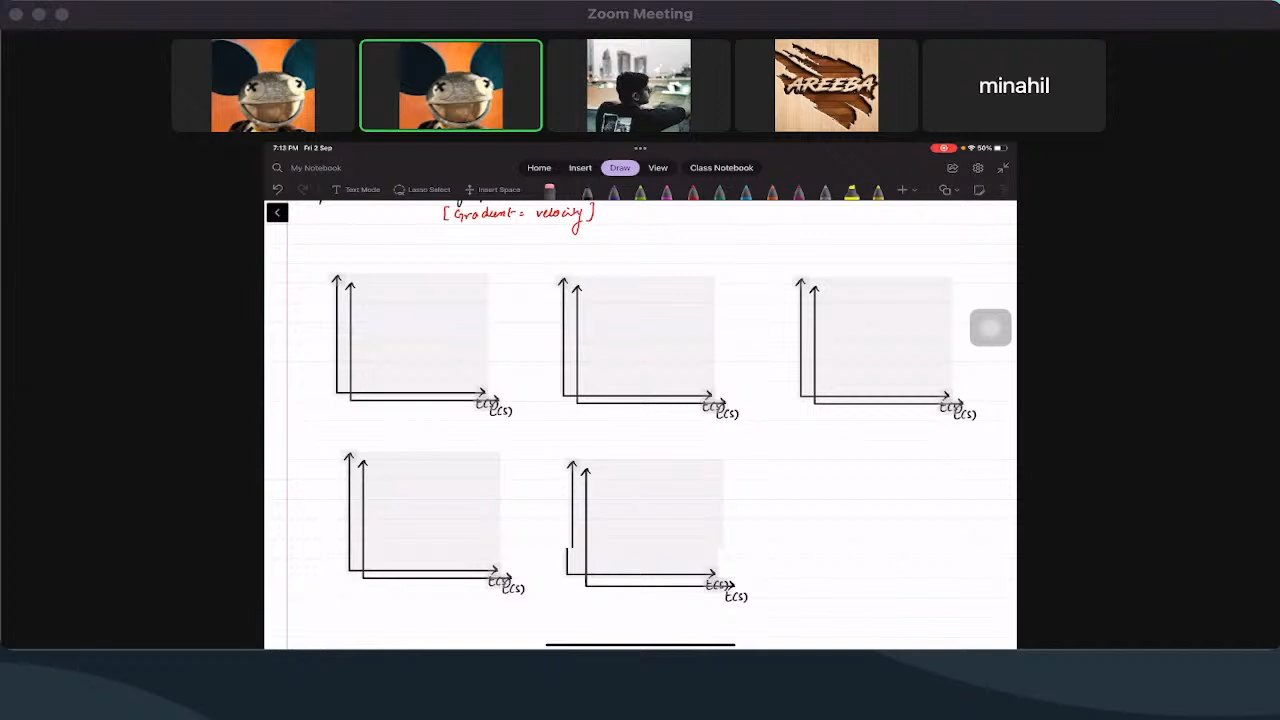 Zoom Meeting
AREEBA
minahil
7:13 PM Fri 2 Sep
50%
My Notebook
Home Insert Draw View Class Notebook
Text Mode Lasso Select Insert Space
[Gradient = velocity]
t(s) t(s)
t(s) t(s)
t(s) t(s)
t(s) t(s)
t(s) t(s)